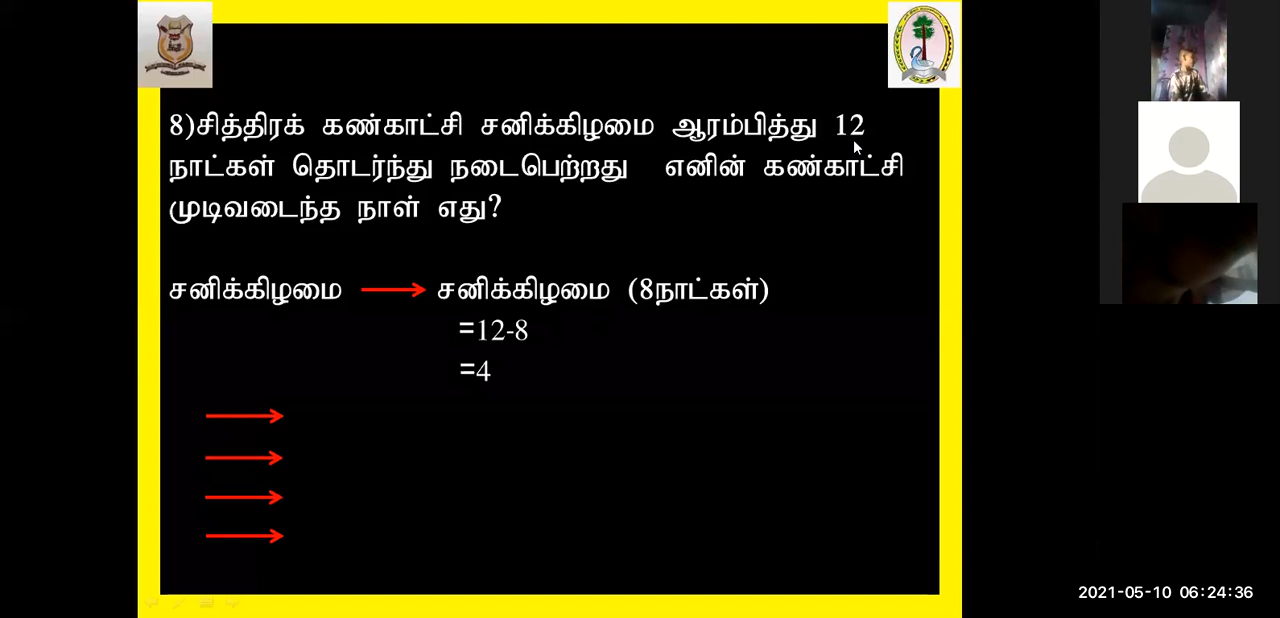 8)சித்திரக் கண்காட்சி சனிக்கிழமை ஆரம்பித்து 12
நாட்கள் தொடர்ந்து நடைபெற்றது எனின் கண்காட்சி
முடிவடைந்த நாள் எது?
சனிக்கிழமை → சனிக்கிழமை (8நாட்கள்)
=12-8
=4
2021-05-10 06:24:36